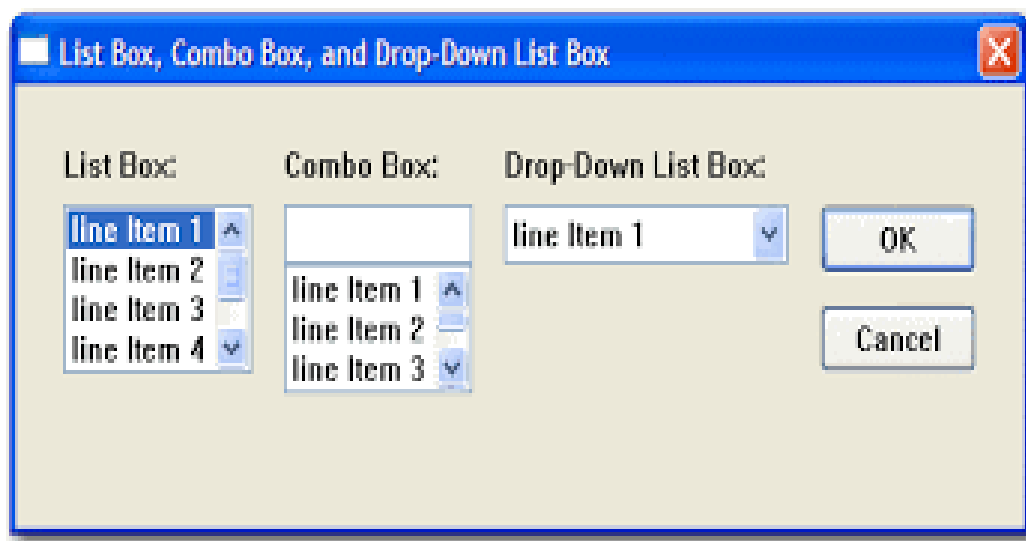 List Box, Combo Box, and Drop-Down List Box
List Box:
line Item 1
line Item 2
line Item 3
line Item 4
Combo Box:
line Item 1
line Item 2
line Item 3
Drop-Down List Box:
line Item 1
OK
Cancel